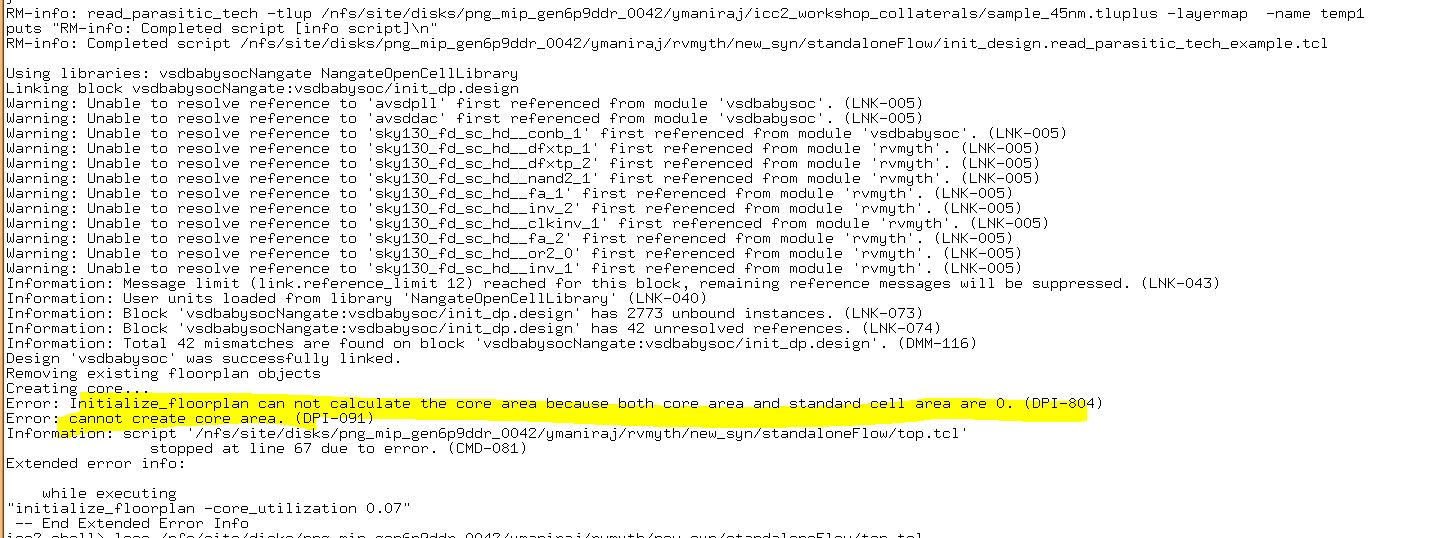 RM-info: read_parasitic_tech -tlup /nfs/site/disks/png_mip_gen6p9ddr_0042/ymaniraj/icc2_workshop_collaterals/sample_45nm.tluplus -layermap  -name temp1
puts "RM-info: Completed script [info script]\n"
RM-info: Completed script /nfs/site/disks/png_mip_gen6p9ddr_0042/ymaniraj/rvmyth/new_syn/standaloneFlow/init_design.read_parasitic_tech_example.tcl
Using libraries: vsdbabysocNangate NangateOpenCellLibrary
Linking block vsdbabysocNangate:vsdbabysoc/init_dp.design
Warning: Unable to resolve reference to 'avsdpll' first referenced from module 'vsdbabysoc'. (LNK-005)
Warning: Unable to resolve reference to 'avsddac' first referenced from module 'vsdbabysoc'. (LNK-005)
Warning: Unable to resolve reference to 'sky130_fd_sc_hd__conb_1' first referenced from module 'vsdbabysoc'. (LNK-005)
Warning: Unable to resolve reference to 'sky130_fd_sc_hd__dfxtp_1' first referenced from module 'rvmyth'. (LNK-005)
Warning: Unable to resolve reference to 'sky130_fd_sc_hd__dfxtp_2' first referenced from module 'rvmyth'. (LNK-005)
Warning: Unable to resolve reference to 'sky130_fd_sc_hd__nand2_1' first referenced from module 'rvmyth'. (LNK-005)
Warning: Unable to resolve reference to 'sky130_fd_sc_hd__fa_1' first referenced from module 'rvmyth'. (LNK-005)
Warning: Unable to resolve reference to 'sky130_fd_sc_hd__inv_2' first referenced from module 'rvmyth'. (LNK-005)
Warning: Unable to resolve reference to 'sky130_fd_sc_hd__clkinv_1' first referenced from module 'rvmyth'. (LNK-005)
Warning: Unable to resolve reference to 'sky130_fd_sc_hd__fa_2' first referenced from module 'rvmyth'. (LNK-005)
Warning: Unable to resolve reference to 'sky130_fd_sc_hd__or2_0' first referenced from module 'rvmyth'. (LNK-005)
Warning: Unable to resolve reference to 'sky130_fd_sc_hd__inv_1' first referenced from module 'rvmyth'. (LNK-005)
Information: Message limit (link.reference_limit 12) reached for this block, remaining reference messages will be suppressed. (LNK-043)
Information: User units loaded from library 'NangateOpenCellLibrary' (LNK-040)
Information: Block 'vsdbabysocNangate:vsdbabysoc/init_dp.design' has 2773 unbound instances. (LNK-073)
Information: Block 'vsdbabysocNangate:vsdbabysoc/init_dp.design' has 42 unresolved references. (LNK-074)
Information: Total 42 mismatches are found on block 'vsdbabysocNangate:vsdbabysoc/init_dp.design'. (DMM-116)
Design 'vsdbabysoc' was successfully linked.
Removing existing floorplan objects
Creating core...
Error: Initialize_floorplan can not calculate the core area because both core area and standard cell area are 0. (DPI-804)
Error: cannot create core area. (DPI-091)
Information: script '/nfs/site/disks/png_mip_gen6p9ddr_0042/ymaniraj/rvmyth/new_syn/standaloneFlow/top.tcl'
stopped at line 67 due to error. (CMD-081)
Extended error info:
while executing
"initialize_floorplan -core_utilization 0.07"
-- End Extended Error Info
icc2_shell> less /nfs/site/disks/png_mip_gen6p9ddr_0042/ymaniraj/rvmyth/new_syn/standaloneFlow/top.tcl